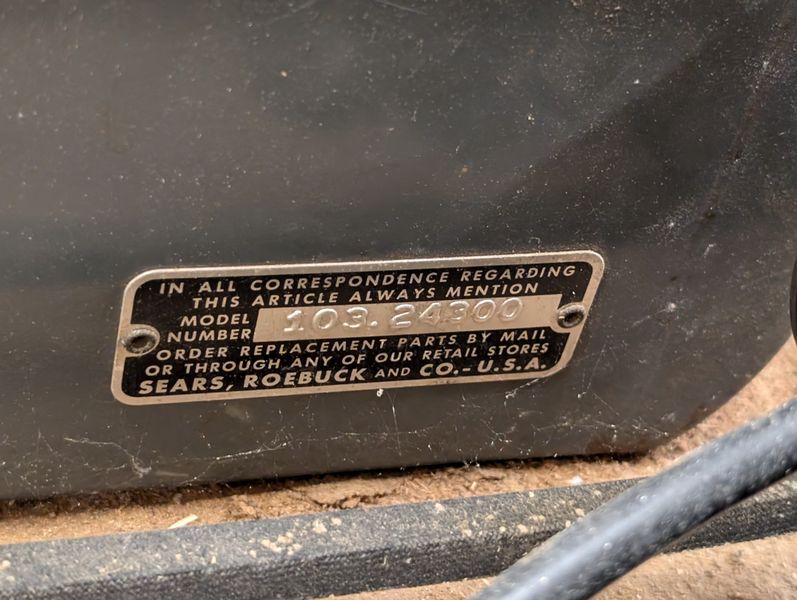 IN ALL CORRESPONDENCE REGARDING
THIS ARTICLE ALWAYS MENTION
MODEL NUMBER 103.24300
ORDER REPLACEMENT PARTS BY MAIL
OR THROUGH ANY OF OUR RETAIL STORES
SEARS, ROEBUCK AND CO.-U.S.A.